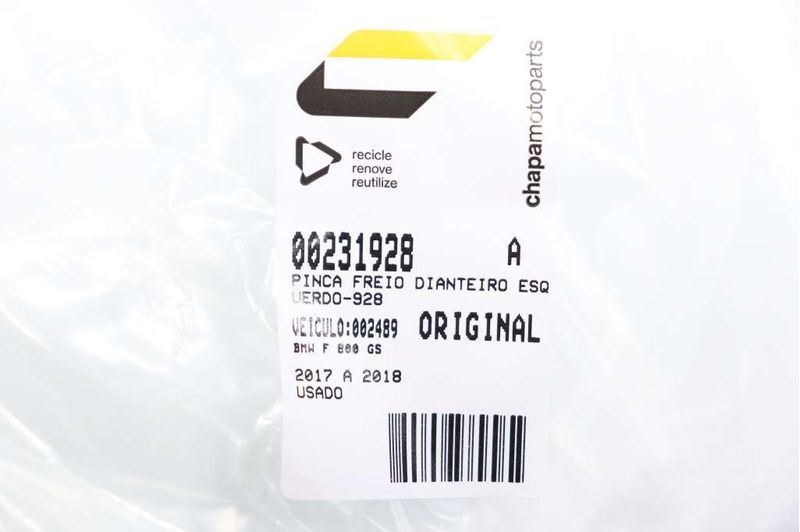 chapamotoparts
recicle
renove
reutilize
00231928 A
PINCA FREIO DIANTEIRO ESQ
UERDO-928
VEICULO:002489 ORIGINAL
BMW F 800 GS
2017 A 2018
USADO